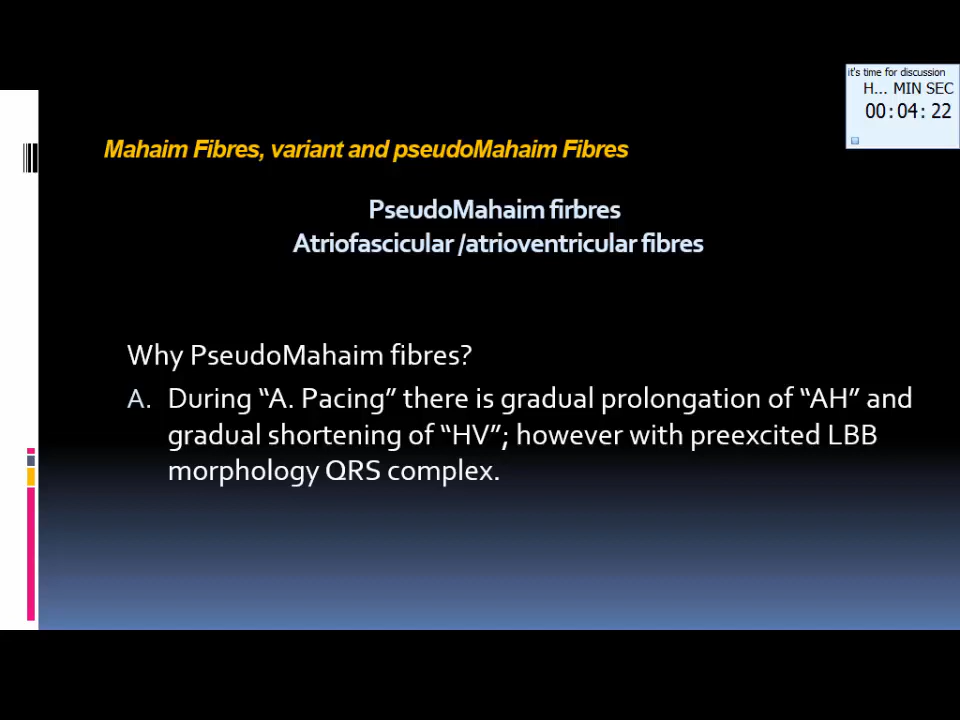 it's time for discussion
H... MIN SEC
00:04:22
Mahaim Fibres, variant and pseudoMahaim Fibres
PseudoMahaim firbres
Atriofascicular /atrioventricular fibres
Why PseudoMahaim fibres?
A. During “A. Pacing” there is gradual prolongation of “AH” and
gradual shortening of “HV”; however with preexcited LBB
morphology QRS complex.